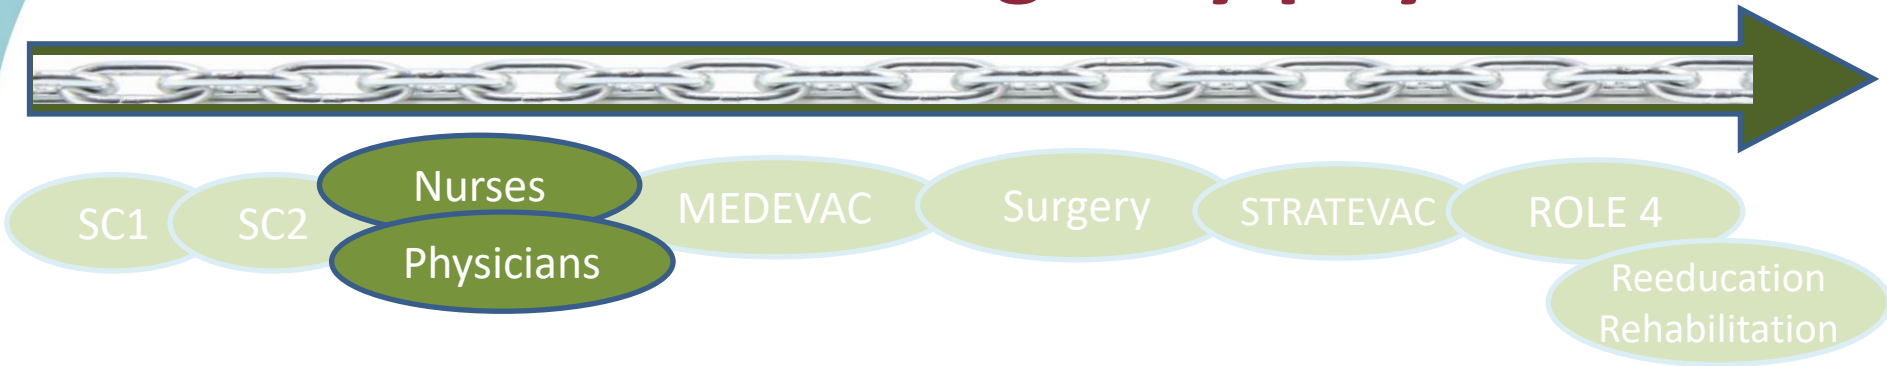 SC1
SC2
Nurses
Physicians
MEDEVAC
Surgery
STRATEVAC
ROLE 4
Reeducation
Rehabilitation